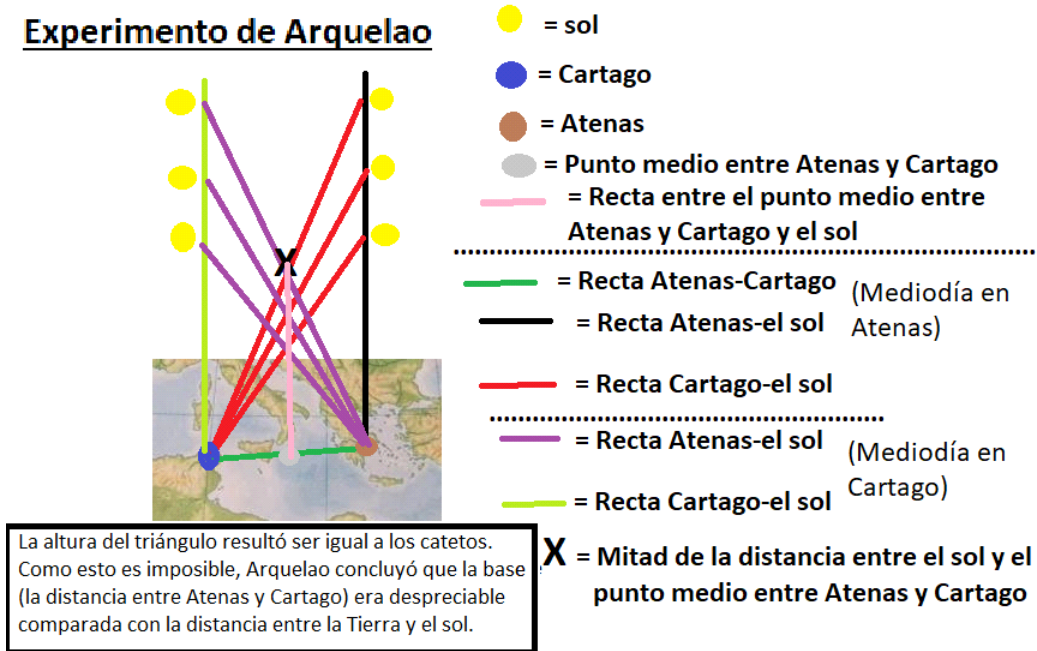 Experimento de Arquelao
= sol
= Cartago
= Atenas
= Punto medio entre Atenas y Cartago
= Recta entre el punto medio entre
Atenas y Cartago y el sol
= Recta Atenas-Cartago
= Recta Atenas-el sol
(Mediodía en
Atenas)
= Recta Cartago-el sol
= Recta Atenas-el sol
(Mediodía en
Cartago)
= Recta Cartago-el sol
X = Mitad de la distancia entre el sol y el
punto medio entre Atenas y Cartago
X
La altura del triángulo resultó ser igual a los catetos.
Como esto es imposible, Arquelao concluyó que la base
(la distancia entre Atenas y Cartago) era despreciable
comparada con la distancia entre la Tierra y el sol.